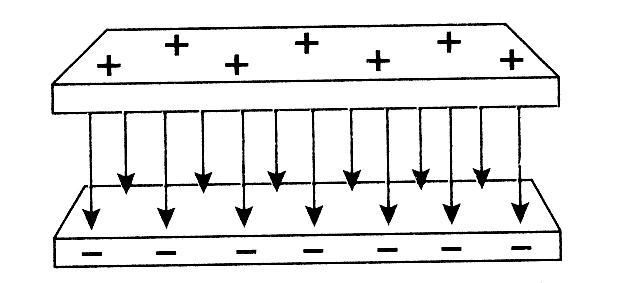 + + + + + + +
− − − − − − −